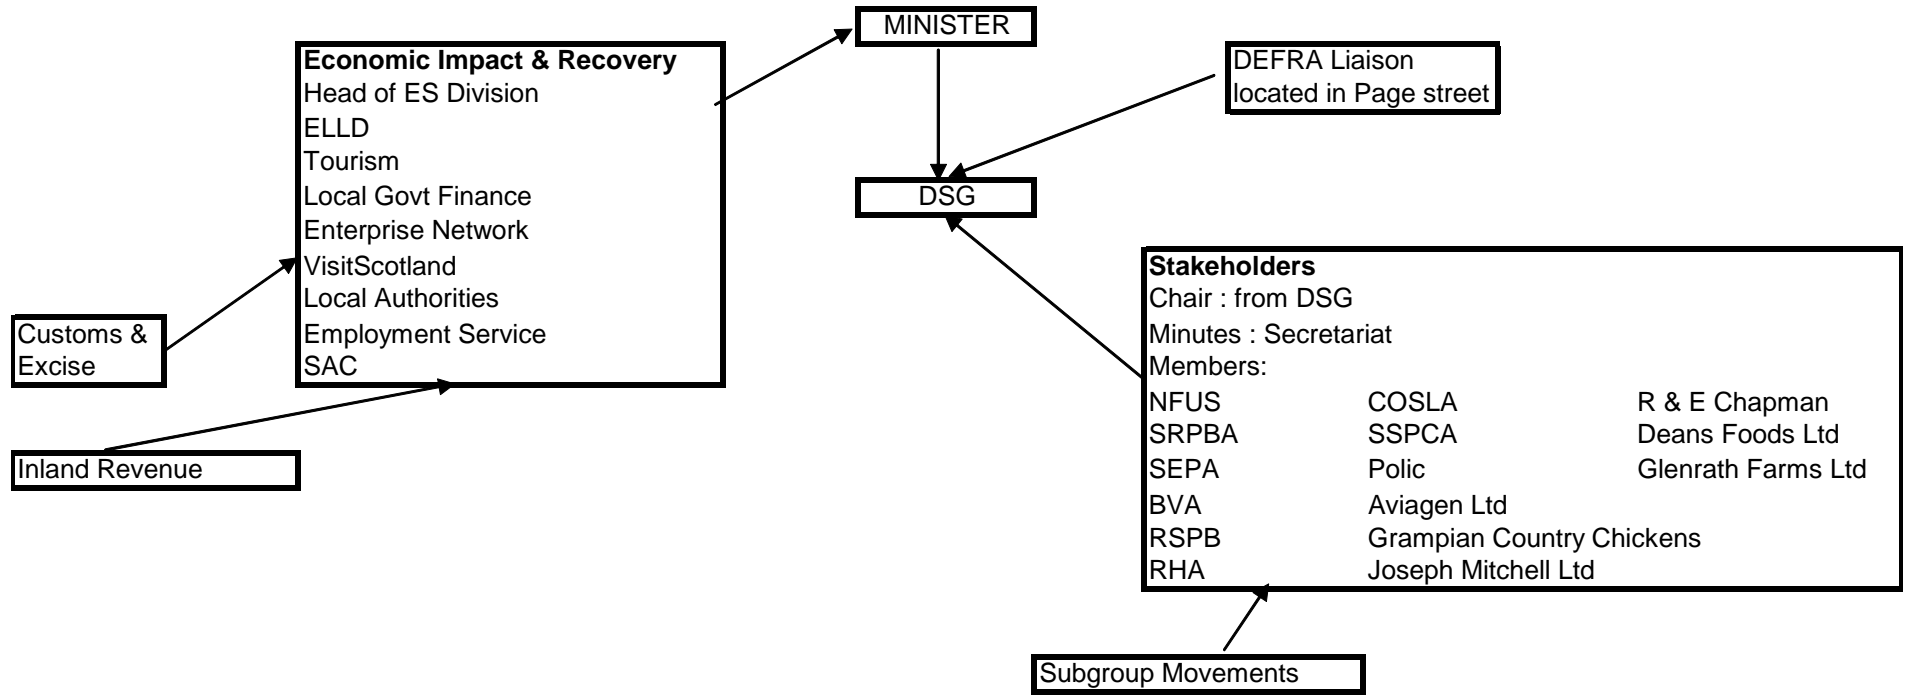 MINISTER
Economic Impact & Recovery
Head of ES Division
ELLD
Tourism
Local Govt Finance
Enterprise Network
VisitScotland
Local Authorities
Employment Service
SAC
DEFRA Liaison
located in Page street
DSG
Customs &
Excise
Inland Revenue
Stakeholders
Chair : from DSG
Minutes : Secretariat
Members:
NFUS COSLA R & E Chapman
SRPBA SSPCA Deans Foods Ltd
SEPA Polic Glenrath Farms Ltd
BVA Aviagen Ltd
RSPB Grampian Country Chickens
RHA Joseph Mitchell Ltd
Subgroup Movements